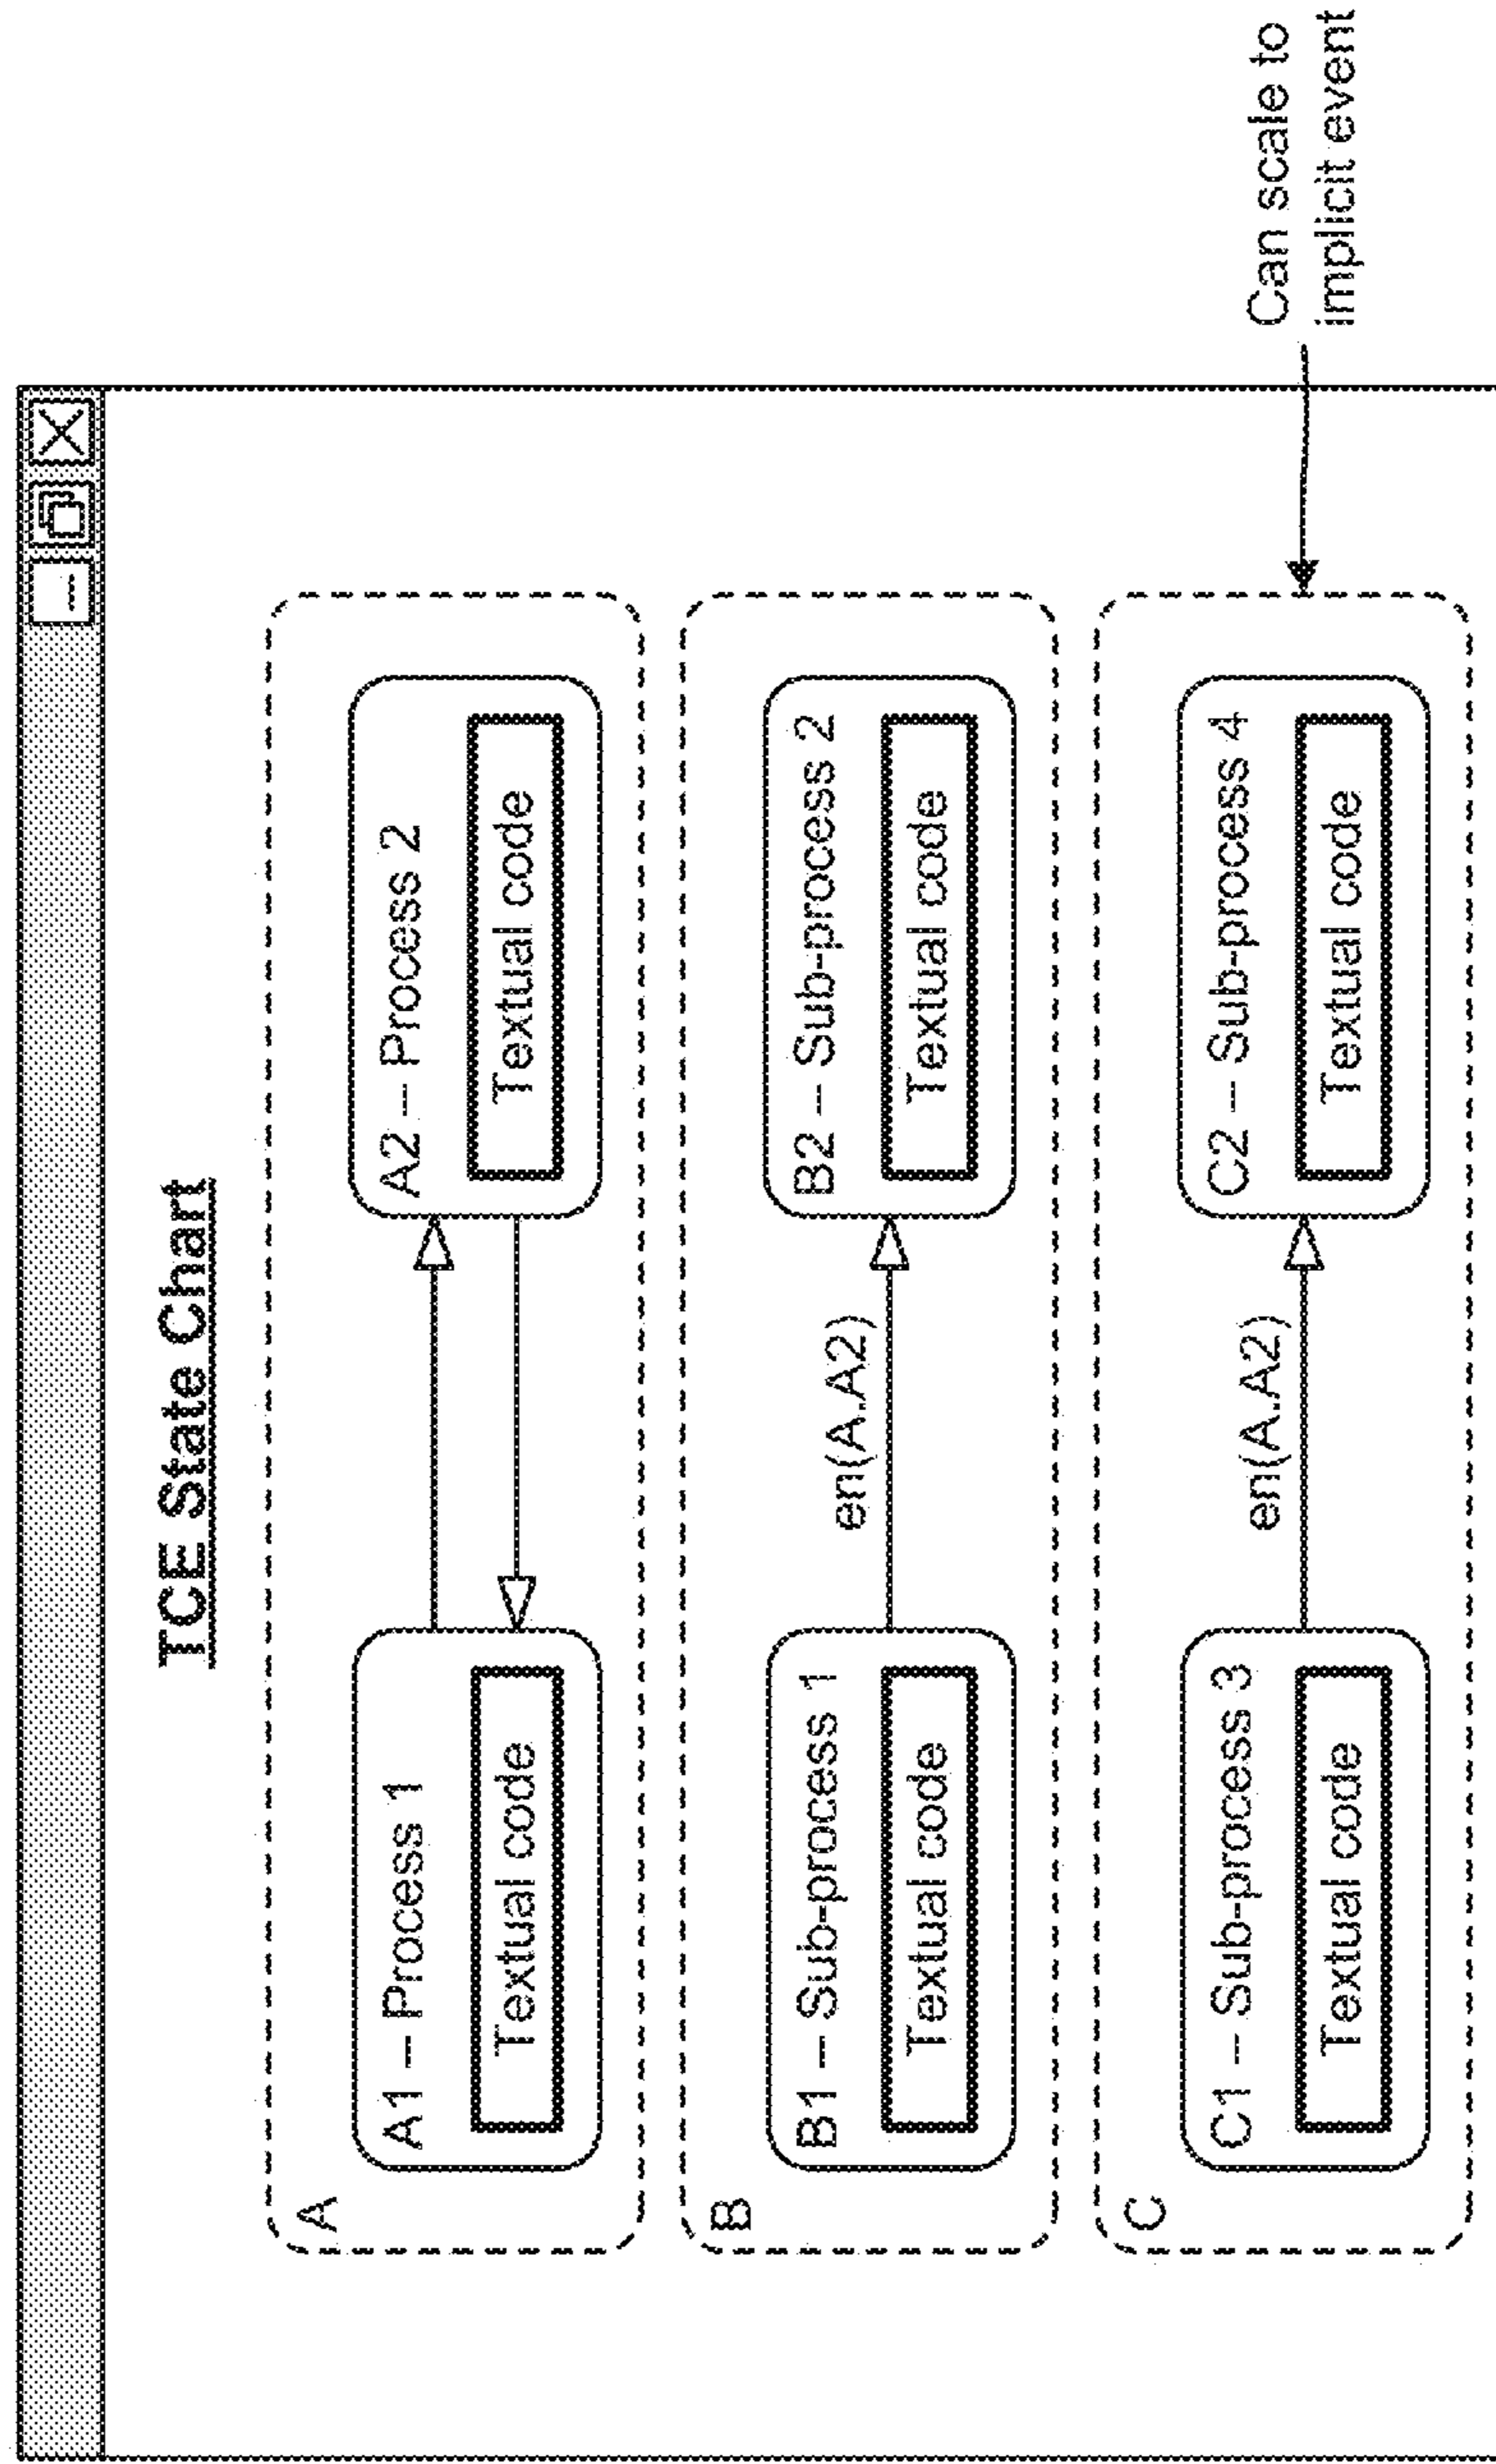 TCE State Chart
A
A1 – Process 1
Textual code
A2 – Process 2
Textual code
B
B1 – Sub-process 1
Textual code
en(A.A2)
B2 – Sub-process 2
Textual code
C
C1 – Sub-process 3
Textual code
en(A.A2)
C2 – Sub-process 4
Textual code
Can scale to
implicit event